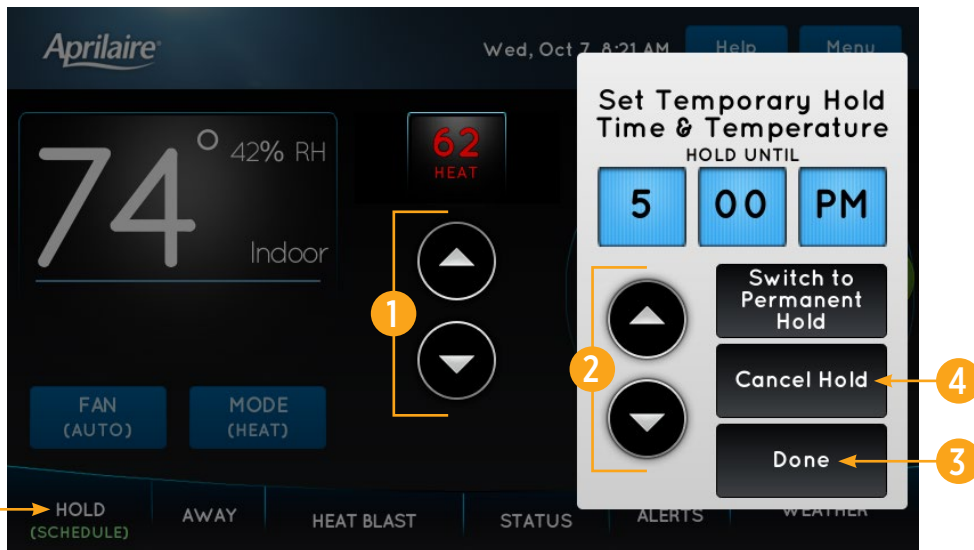 Aprilaire®
Wed, Oct 7 8:21 AM
Help
Menu
74° 42% RH
Indoor
62
HEAT
Set Temporary Hold
Time & Temperature
HOLD UNTIL
5 00 PM
1
2
Switch to
Permanent
Hold
Cancel Hold
4
Done
3
FAN
(AUTO)
MODE
(HEAT)
HOLD
(SCHEDULE)
AWAY
HEAT BLAST
STATUS
ALERTS
WEATHER